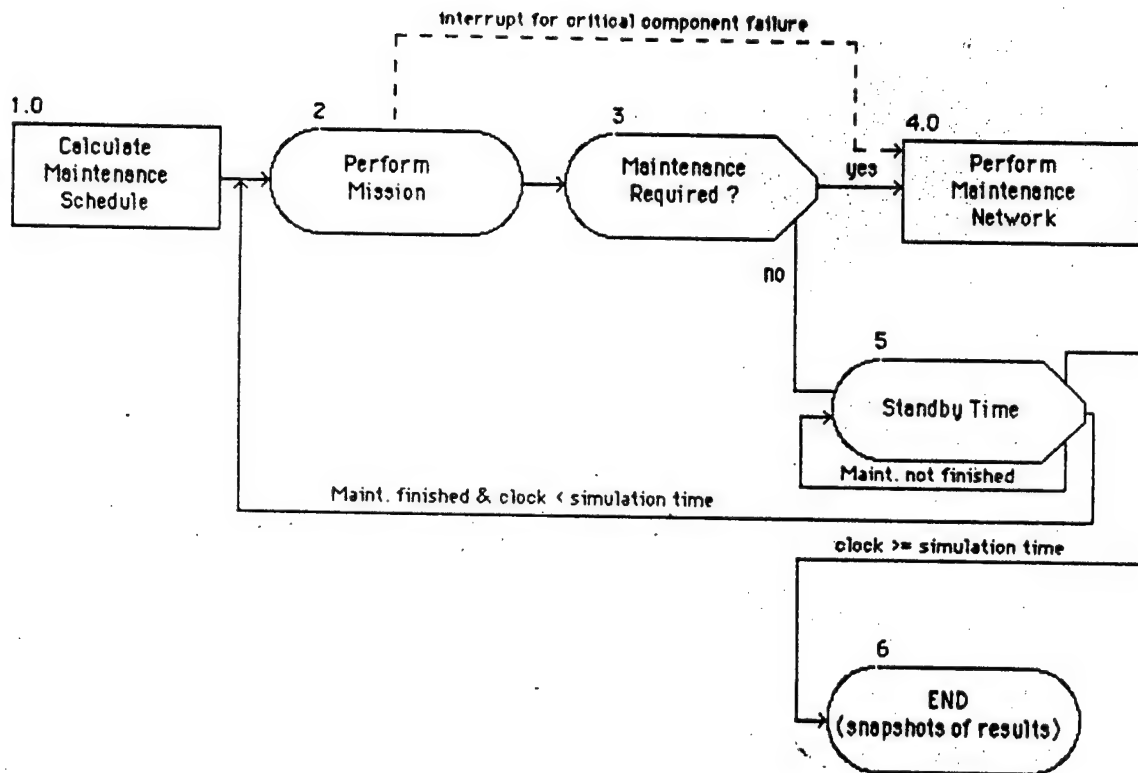 interrupt for critical component failure
1.0
Calculate
Maintenance
Schedule
2
Perform
Mission
3
Maintenance
Required ?
yes
4.0
Perform
Maintenance
Network
no
5
Standby Time
Maint. not finished
Maint. finished & clock < simulation time
clock >= simulation time
6
END
(snapshots of results)